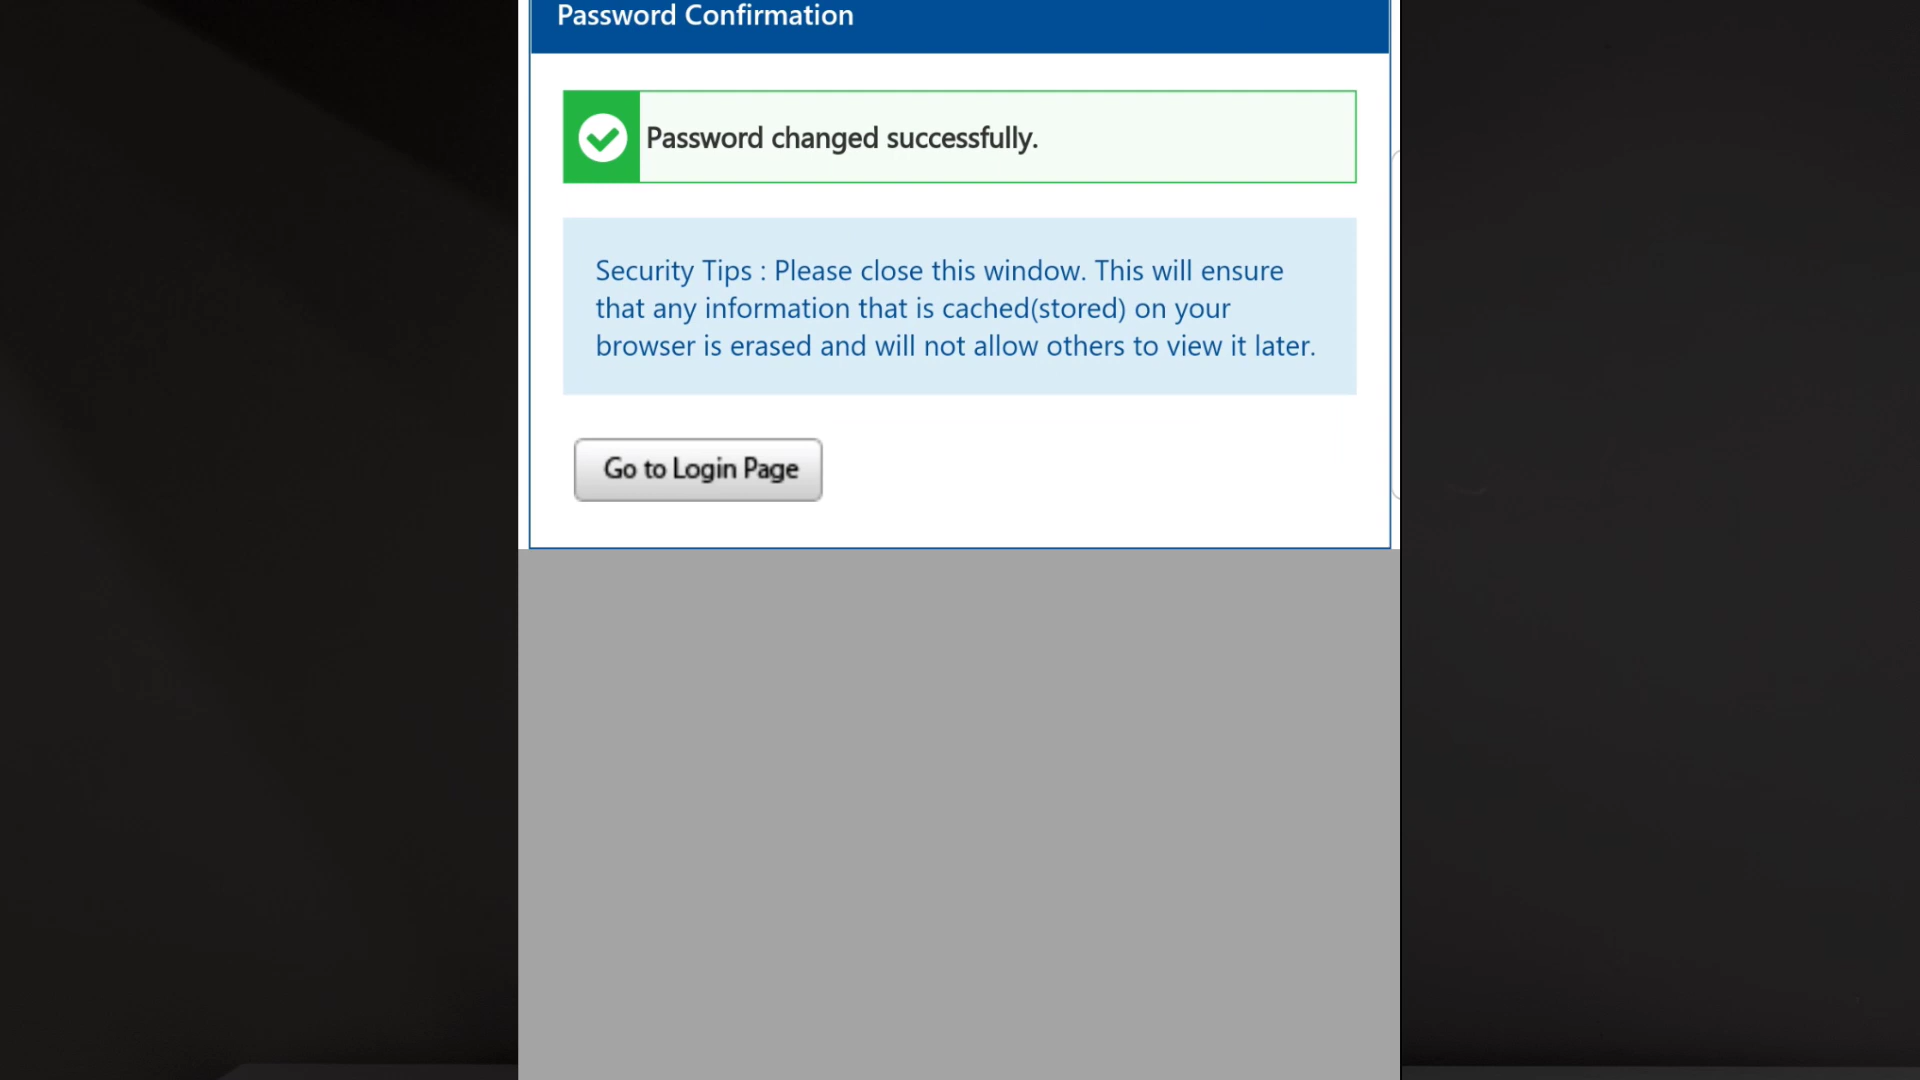 Password Confirmation
Password changed successfully.
Security Tips : Please close this window. This will ensure
that any information that is cached(stored) on your
browser is erased and will not allow others to view it later.
Go to Login Page